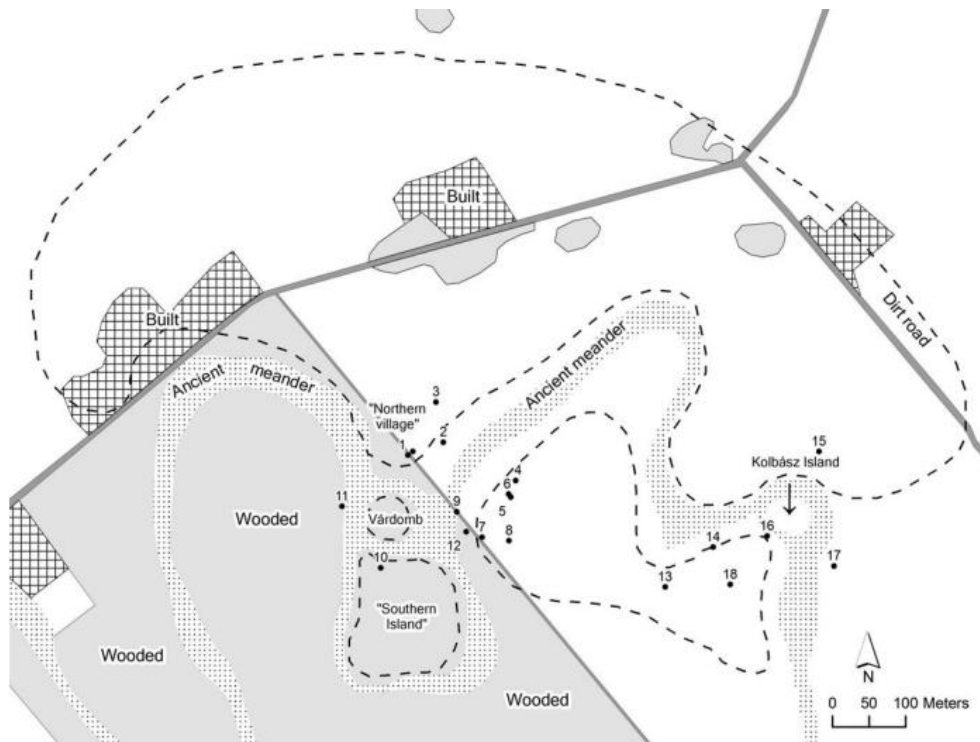 Built
Built
Dirt road
Ancient meander
Ancient meander
3
"Northern
village"
1
2
15
Kolbász Island
4
6
5
11
9
Wooded
Várdomb
7
8
12
14
16
10
17
13
18
"Southern
Island"
Wooded
Wooded
N
0 50 100 Meters